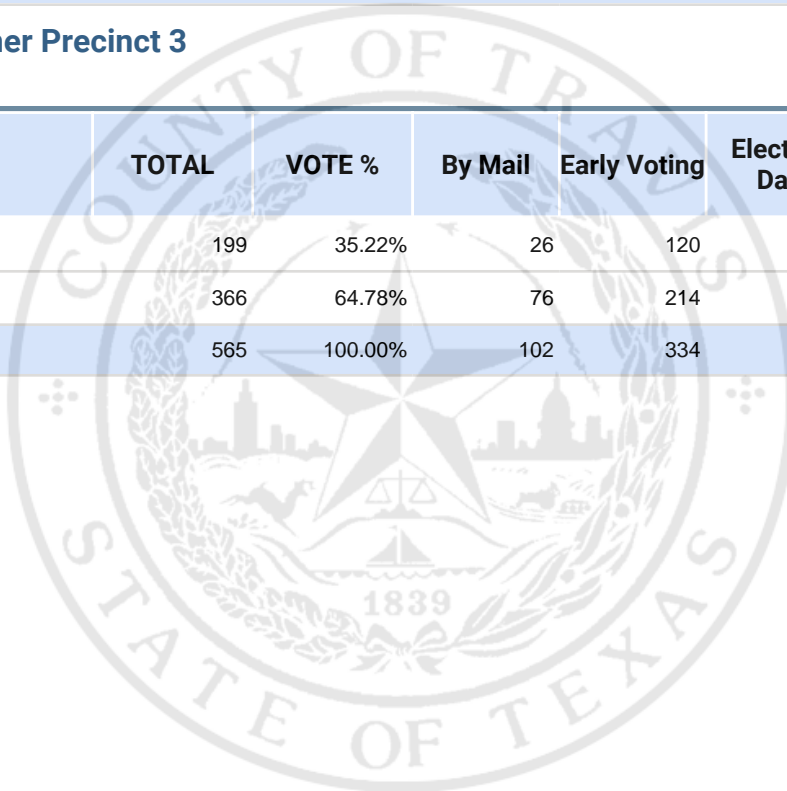 ner Precinct 3
TOTAL VOTE % By Mail Early Voting Elect
Da
199 35.22% 26 120
366 64.78% 76 214
565 100.00% 102 334
COUNTY OF TRAVIS
1839
STATE OF TEXAS